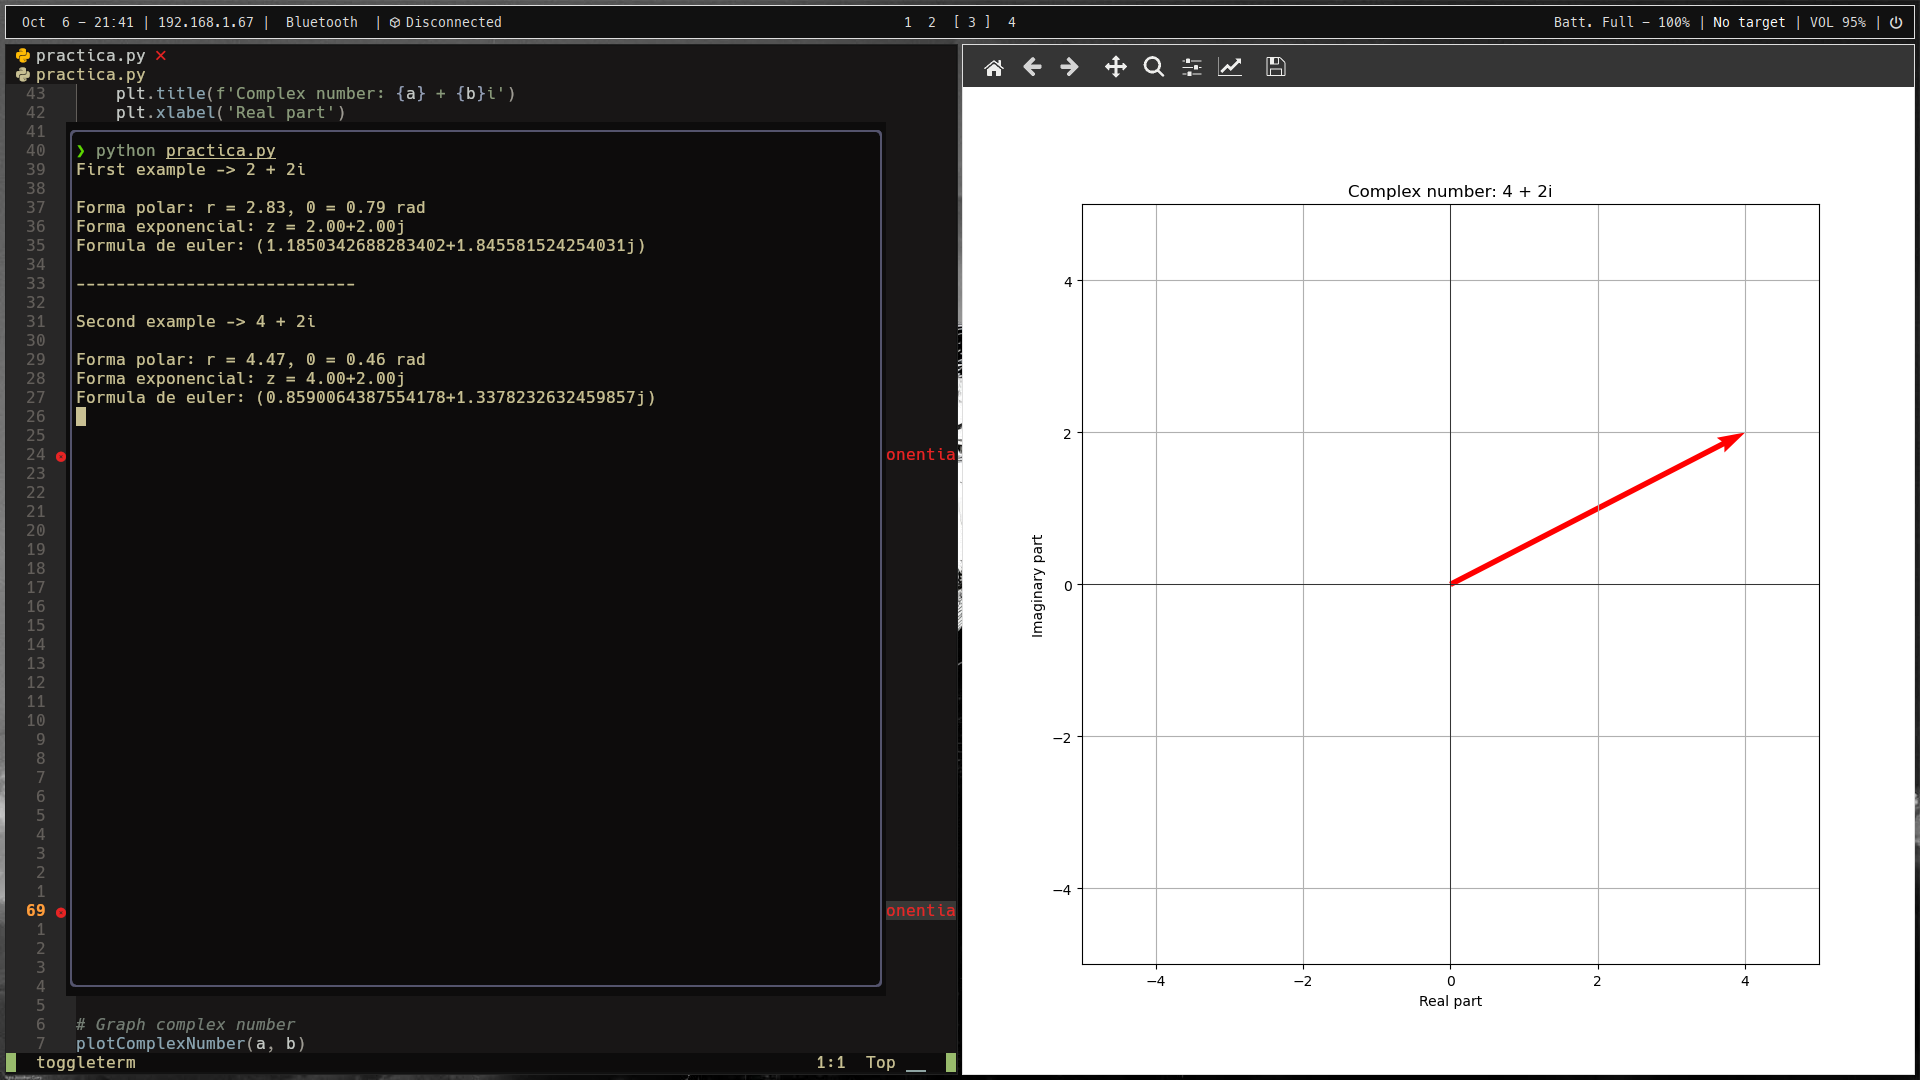 Oct  6 - 21:41 | 192.168.1.67 |  Bluetooth  | Disconnected
1 2 [ 3 ] 4
Batt. Full - 100% | No target | VOL 95% |
practica.py
practica.py
43 plt.title(f'Complex number: {a} + {b}i')
42 plt.xlabel('Real part')
41
40 ❯ python practica.py
39 First example -> 2 + 2i
38
37 Forma polar: r = 2.83, 0 = 0.79 rad
36 Forma exponencial: z = 2.00+2.00j
35 Formula de euler: (1.1850342688283402+1.845581524254031j)
34
33 ----------------------------
32
31 Second example -> 4 + 2i
30
29 Forma polar: r = 4.47, 0 = 0.46 rad
28 Forma exponencial: z = 4.00+2.00j
27 Formula de euler: (0.8590064387554178+1.3378232632459857j)
26
25
24 onentia
23
22
21
20
19
18
17
16
15
14
13
12
11
10
9
8
7
6
5
4
3
2
1
69 onentia
1
2
3
4
5
6 # Graph complex number
7 plotComplexNumber(a, b)
toggleterm 1:1 Top __
Complex number: 4 + 2i
4
2
0
−2
−4
Imaginary part
−4 −2 0 2 4
Real part